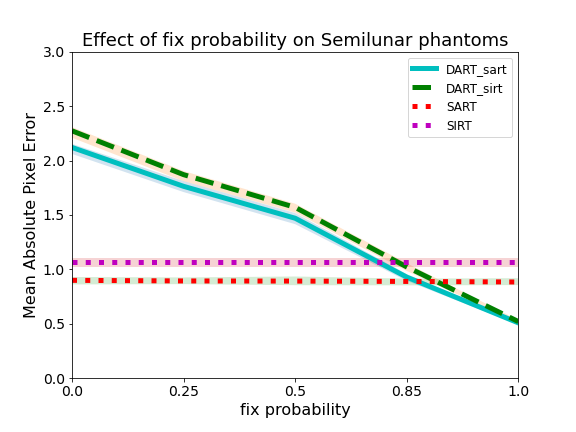 Effect of fix probability on Semilunar phantoms
DART_sart
DART_sirt
SART
SIRT
Mean Absolute Pixel Error
3.0
2.5
2.0
1.5
1.0
0.5
0.0
0.0 0.25 0.5 0.85 1.0
fix probability